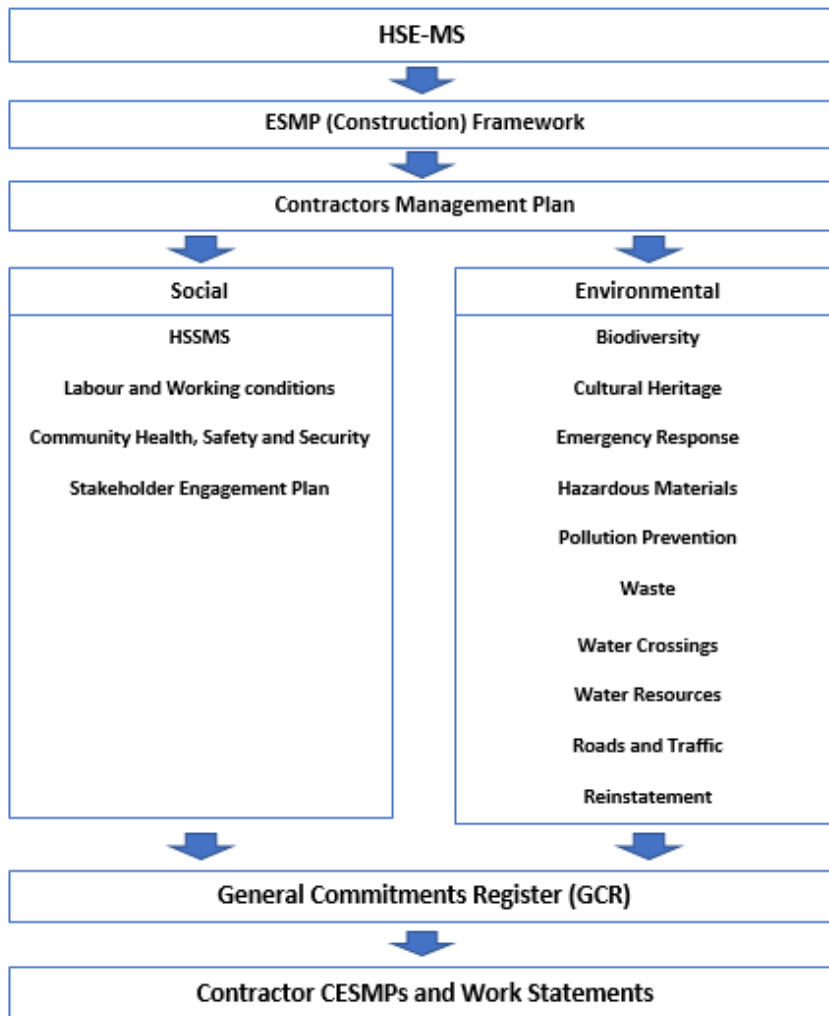 HSE-MS
ESMP (Construction) Framework
Contractors Management Plan
Social
HSSMS
Labour and Working conditions
Community Health, Safety and Security
Stakeholder Engagement Plan
Environmental
Biodiversity
Cultural Heritage
Emergency Response
Hazardous Materials
Pollution Prevention
Waste
Water Crossings
Water Resources
Roads and Traffic
Reinstatement
General Commitments Register (GCR)
Contractor CESMPs and Work Statements